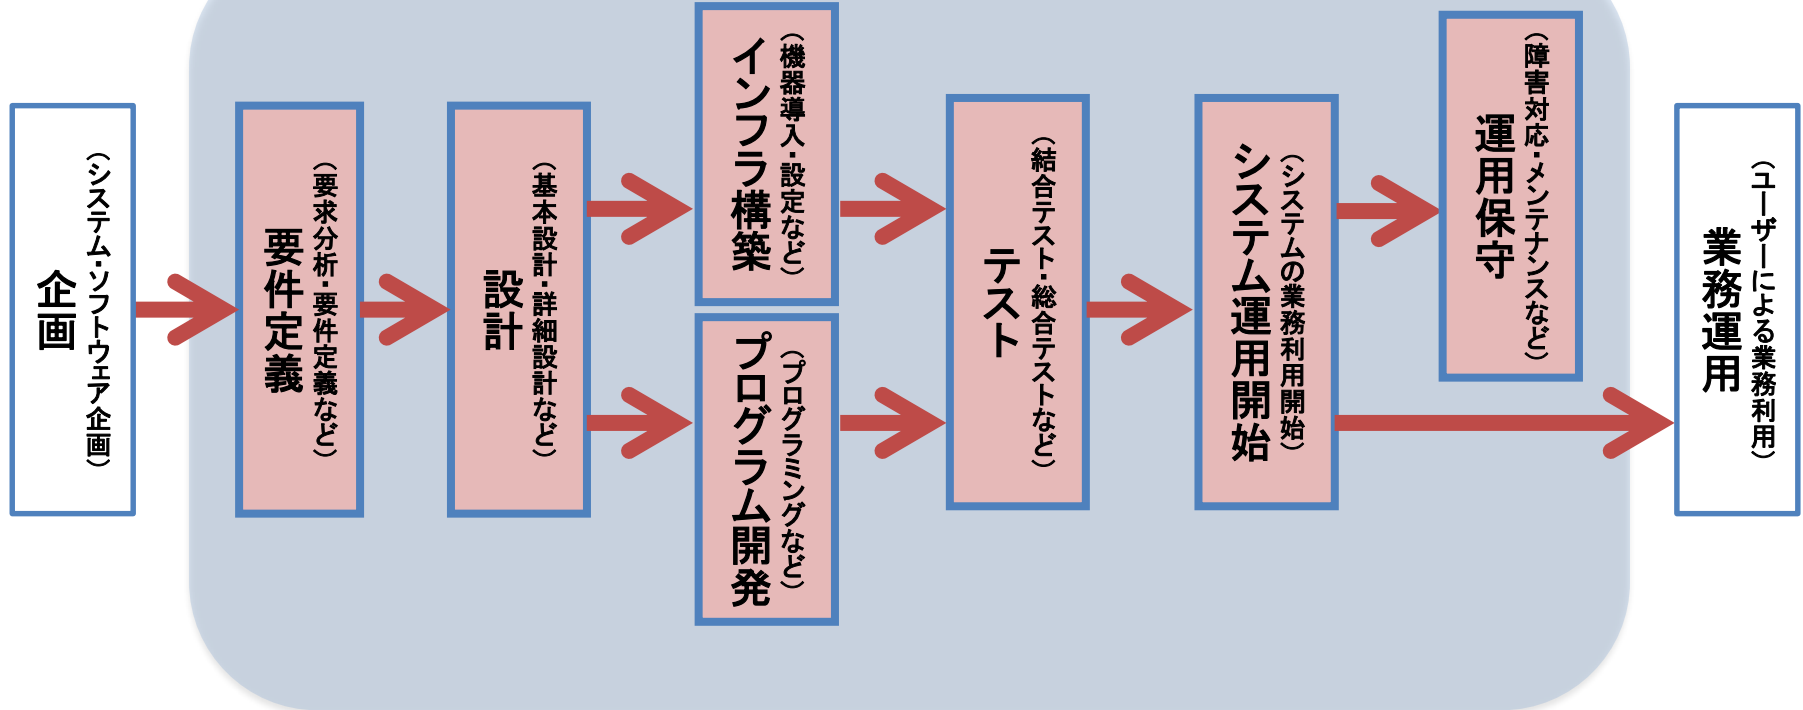 企画
（システム・ソフトウェア企画）
要件定義
（要求分析・要件定義など）
設計
（基本設計・詳細設計など）
インフラ構築
（機器導入・設定など）
プログラム開発
（プログラミングなど）
テスト
（結合テスト・総合テストなど）
システム運用開始
（システムの業務利用開始）
運用保守
（障害対応・メンテナンスなど）
業務運用
（ユーザーによる業務利用）